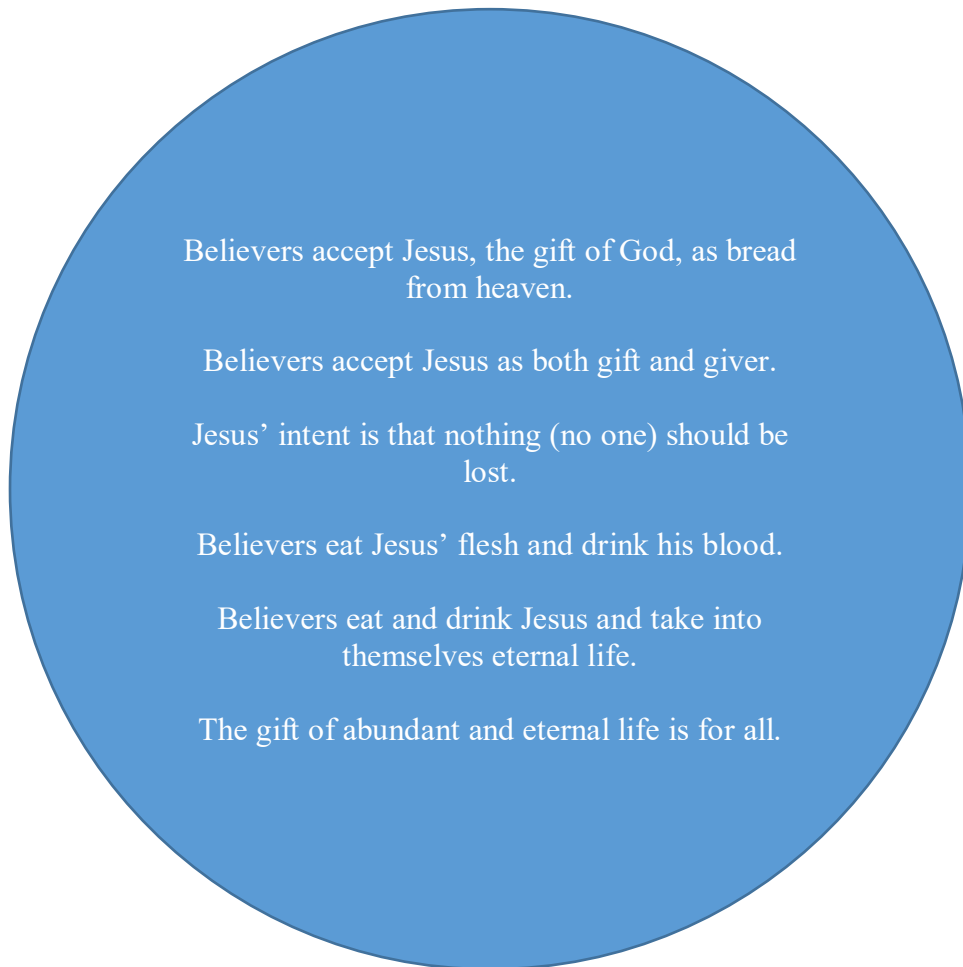 Believers accept Jesus, the gift of God, as bread
from heaven.
Believers accept Jesus as both gift and giver.
Jesus’ intent is that nothing (no one) should be
lost.
Believers eat Jesus’ flesh and drink his blood.
Believers eat and drink Jesus and take into
themselves eternal life.
The gift of abundant and eternal life is for all.